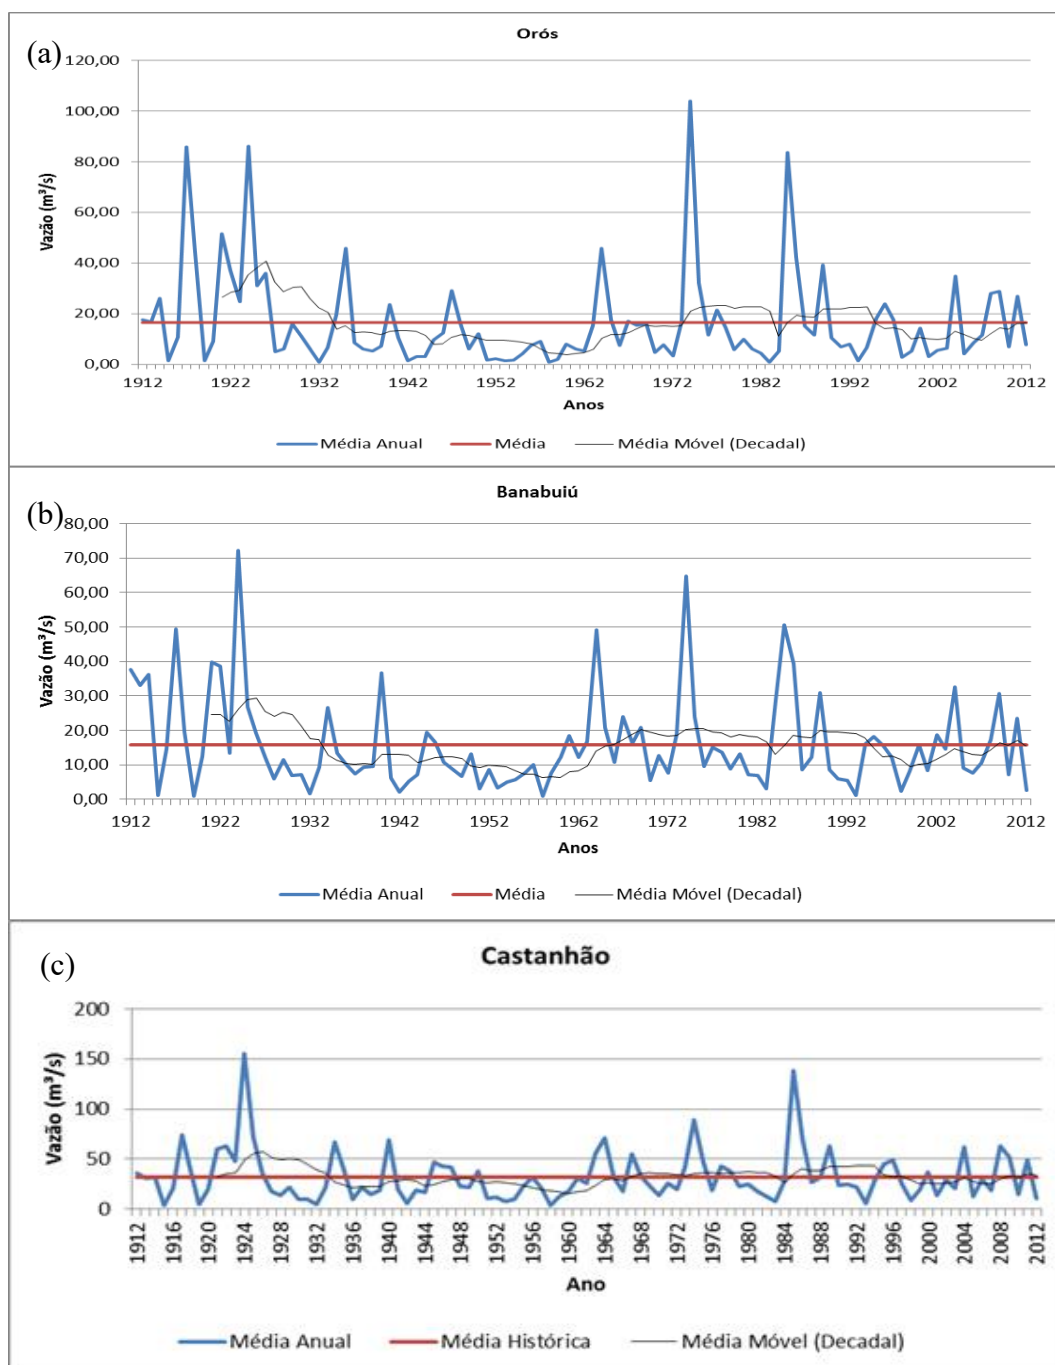 (a)
Orós
120,00
100,00
80,00
60,00
40,00
20,00
0,00
Vazão (m³/s)
1912 1922 1932 1942 1952 1962 1972 1982 1992 2002 2012
Anos
Média Anual Média Média Móvel (Decadal)
(b)
Banabuiú
80,00
70,00
60,00
50,00
40,00
30,00
20,00
10,00
0,00
Vazão (m³/s)
1912 1922 1932 1942 1952 1962 1972 1982 1992 2002 2012
Anos
Média Anual Média Média Móvel (Decadal)
(c)
Castanhão
200
150
100
50
0
Vazão (m³/s)
1912 1916 1920 1924 1928 1932 1936 1940 1944 1948 1952 1956 1960 1964 1968 1972 1976 1980 1984 1988 1992 1996 2000 2004 2008 2012
Ano
Média Anual Média Histórica Média Móvel (Decadal)